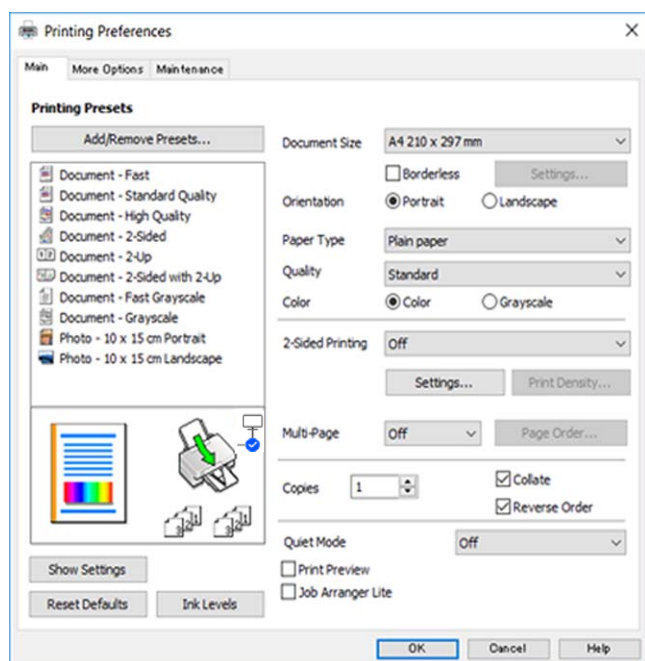 Printing Preferences
Main More Options Maintenance
Printing Presets
Add/Remove Presets...
Document - Fast
Document - Standard Quality
Document - High Quality
Document - 2-Sided
Document - 2-Up
Document - 2-Sided with 2-Up
Document - Fast Grayscale
Document - Grayscale
Photo - 10 x 15 cm Portrait
Photo - 10 x 15 cm Landscape
Show Settings
Reset Defaults Ink Levels
Document Size A4 210 x 297 mm
Borderless Settings...
Orientation Portrait Landscape
Paper Type Plain paper
Quality Standard
Color Color Grayscale
2-Sided Printing Off
Settings... Print Density...
Multi-Page Off Page Order...
Copies 1 Collate
Reverse Order
Quiet Mode Off
Print Preview
Job Arranger Lite
OK Cancel Help